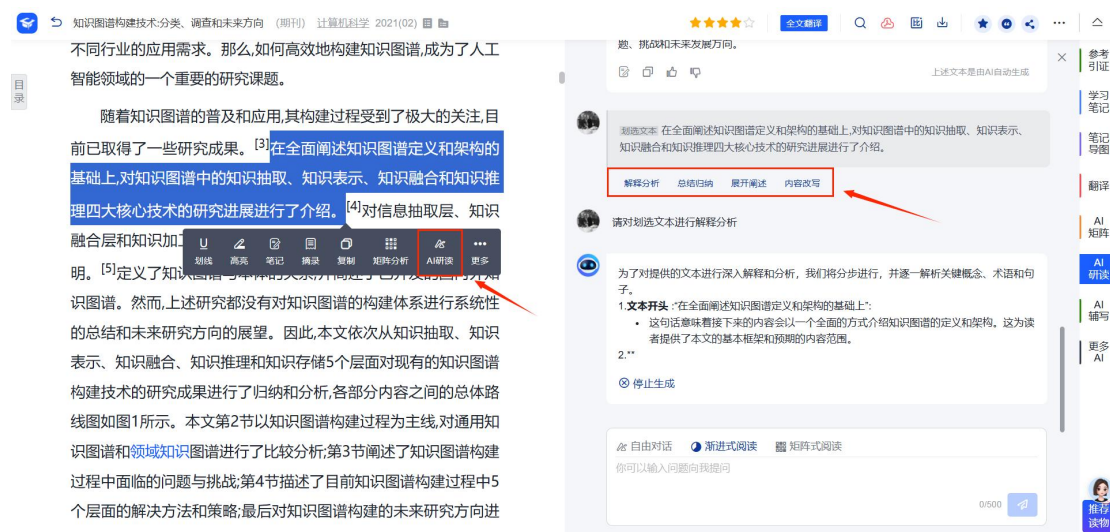 知识图谱构建技术:分类、调查和未来方向 (期刊) 计算机科学 2021(02)
全文翻译
目录
不同行业的应用需求。那么,如何高效地构建知识图谱,成为了人工
智能领域的一个重要的研究课题。
随着知识图谱的普及和应用,其构建过程受到了极大的关注,目
前已取得了一些研究成果。[3]在全面阐述知识图谱定义和架构的
基础上,对知识图谱中的知识抽取、知识表示、知识融合和知识推
理四大核心技术的研究进展进行了介绍。[4]对信息抽取层、知识
融合层和知识加工
划线 高亮 笔记 摘录 复制 矩阵分析 AI研读 更多
明。[5]定义了知
识图谱。然而,上述研究都没有对知识图谱的构建体系进行系统性
的总结和未来研究方向的展望。因此,本文依次从知识抽取、知识
表示、知识融合、知识推理和知识存储5个层面对现有的知识图谱
构建技术的研究成果进行了归纳和分析,各部分内容之间的总体路
线图如图1所示。本文第2节以知识图谱构建过程为主线,对通用知
识图谱和领域知识图谱进行了比较分析;第3节阐述了知识图谱构建
过程中面临的问题与挑战;第4节描述了目前知识图谱构建过程中5
个层面的解决方法和策略;最后对知识图谱构建的未来研究方向进
题、挑战和未来发展方向。
上述文本是由AI自动生成
划选文本 在全面阐述知识图谱定义和架构的基础上,对知识图谱中的知识抽取、知识表示、
知识融合和知识推理四大核心技术的研究进展进行了介绍。
解释分析 总结归纳 展开阐述 内容改写
请对划选文本进行解释分析
为了对提供的文本进行深入解释和分析，我们将分步进行，并逐一解析关键概念、术语和句
子。
1.文本开头:“在全面阐述知识图谱定义和架构的基础上”:
• 这句话意味着接下来的内容会以一个全面的方式介绍知识图谱的定义和架构。这为读
者提供了本文的基本框架和预期的内容范围。
2.**
停止生成
自由对话 渐进式阅读 矩阵式阅读
你可以输入问题向我提问
0/500
参考
引证
学习
笔记
笔记
导图
翻译
AI
矩阵
AI
研读
AI
辅写
更多
AI
推荐
读物